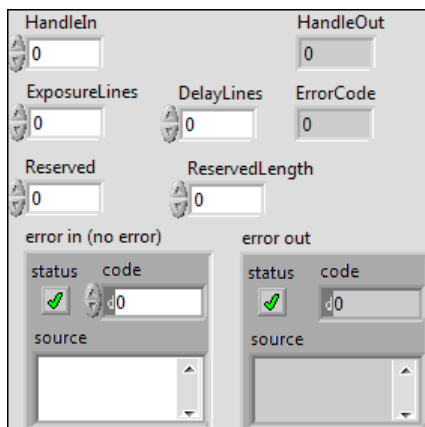 HandleIn HandleOut
0 0
ExposureLines DelayLines ErrorCode
0 0 0
Reserved ReservedLength
0 0
error in (no error) error out
status code status code
d0 d0
source source